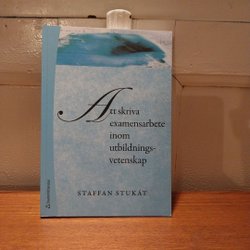 Att skriva
examensarbete
inom
utbildnings-
vetenskap
STAFFAN STUKÁT